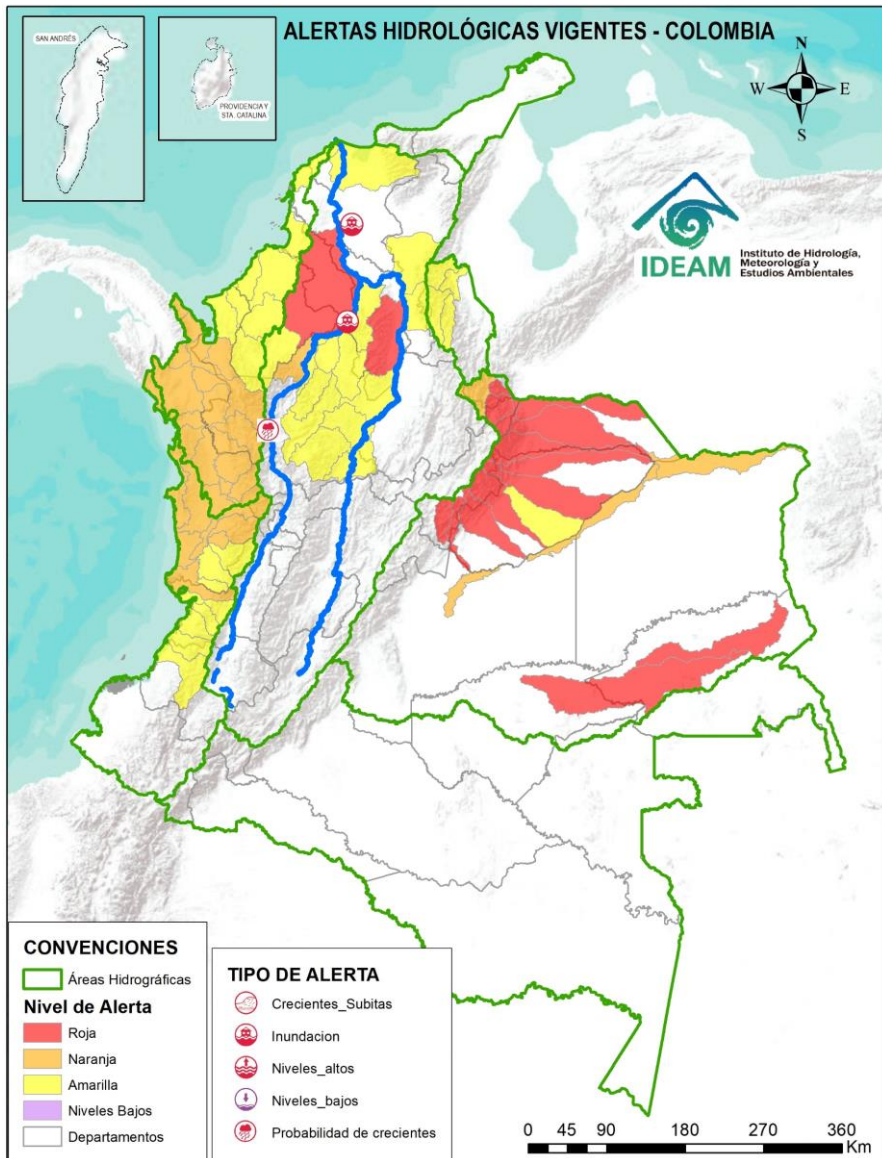 ALERTAS HIDROLÓGICAS VIGENTES - COLOMBIA
SAN ANDRÉS
PROVIDENCIA Y
STA. CATALINA
N
W
E
S
IDEAM
Instituto de Hidrología,
Meteorología y
Estudios Ambientales
CONVENCIONES
Áreas Hidrográficas
Nivel de Alerta
Roja
Naranja
Amarilla
Niveles Bajos
Departamentos
TIPO DE ALERTA
Crecientes_Subitas
Inundacion
Niveles_altos
Niveles_bajos
Probabilidad de crecientes
0 45 90 180 270 360
Km